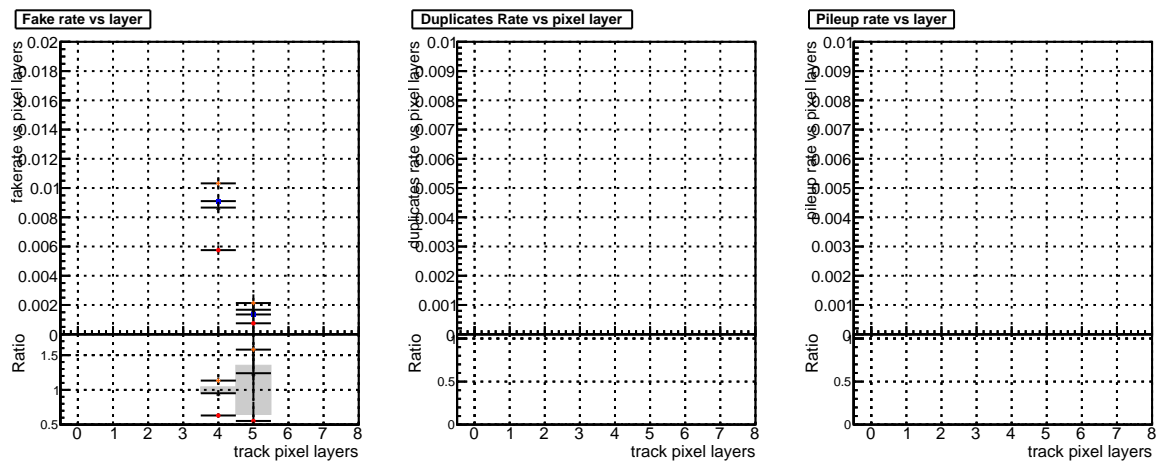 Fake rate vs layer
fakerate vs pixel layers
0.02
0.018
0.016
0.014
0.012
0.01
0.008
0.006
0.004
0.002
0
Ratio
1.5
1
0.5
0 1 2 3 4 5 6 7 8
track pixel layers
Duplicates Rate vs pixel layer
duplicates rate vs pixel layers
0.01
0.009
0.008
0.007
0.006
0.005
0.004
0.003
0.002
0.001
0
Ratio
1
0.5
0
0 1 2 3 4 5 6 7 8
track pixel layers
Pileup rate vs layer
pileup rate vs pixel layers
0.01
0.009
0.008
0.007
0.006
0.005
0.004
0.003
0.002
0.001
0
Ratio
1
0.5
0
0 1 2 3 4 5 6 7 8
track pixel layers